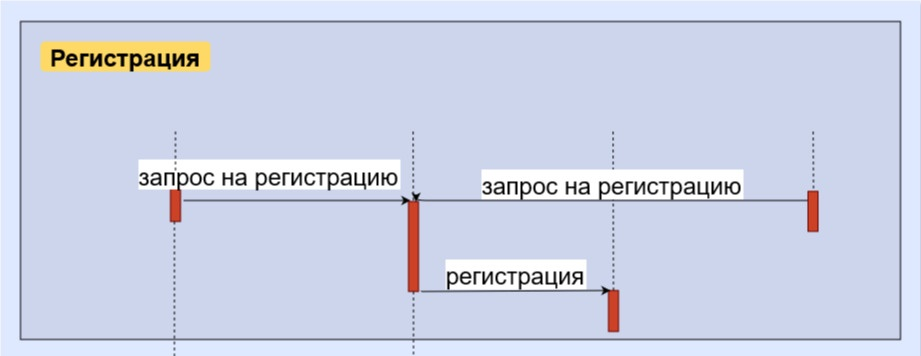 Регистрация
запрос на регистрацию
запрос на регистрацию
регистрация